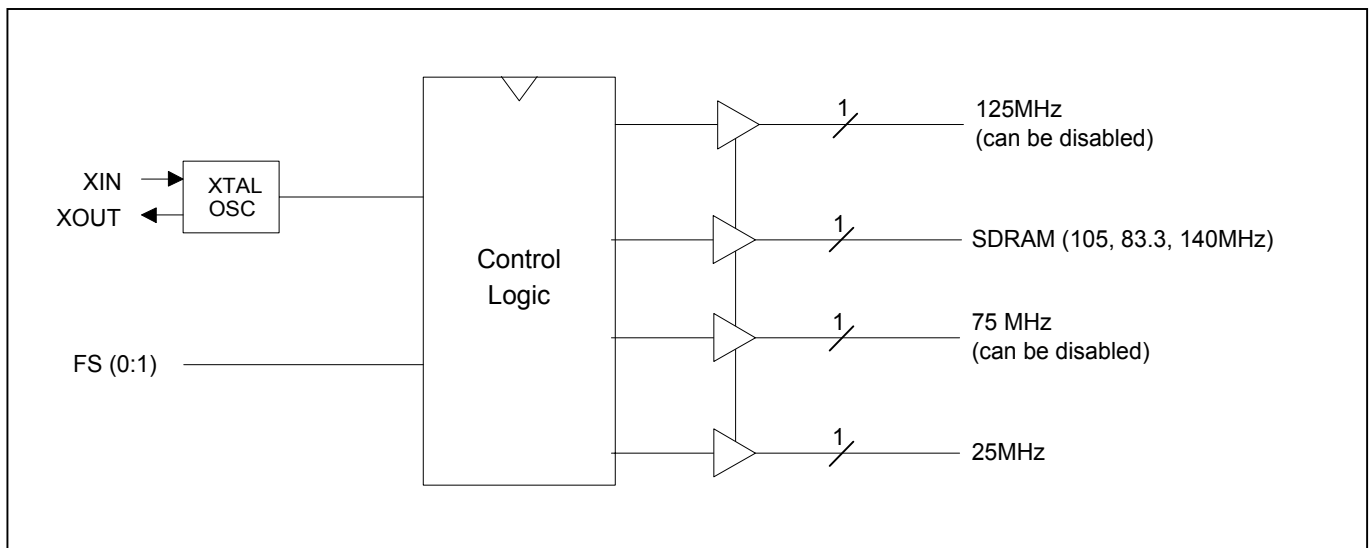 XIN
XOUT
XTAL
OSC
FS (0:1)
Control
Logic
1
125MHz
(can be disabled)
1
SDRAM (105, 83.3, 140MHz)
1
75 MHz
(can be disabled)
1
25MHz